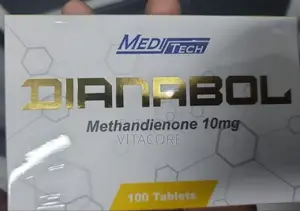 MEDITECH
DIANABOL
Methandienone 10mg
VITACORE
100 Tablets